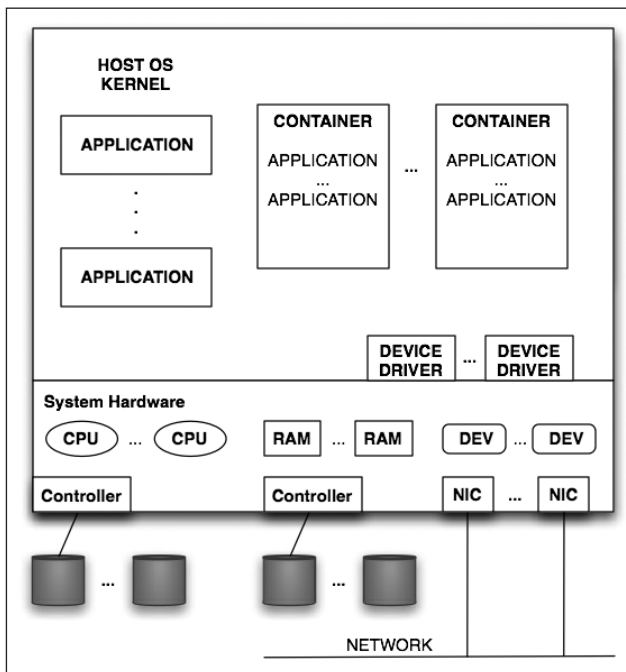 HOST OS
KERNEL
APPLICATION
.
.
.
APPLICATION
CONTAINER
APPLICATION
...
APPLICATION
...
CONTAINER
APPLICATION
...
APPLICATION
DEVICE
DRIVER
...
DEVICE
DRIVER
System Hardware
CPU ... CPU
RAM ... RAM
DEV ... DEV
Controller
Controller
NIC ... NIC
...
...
NETWORK